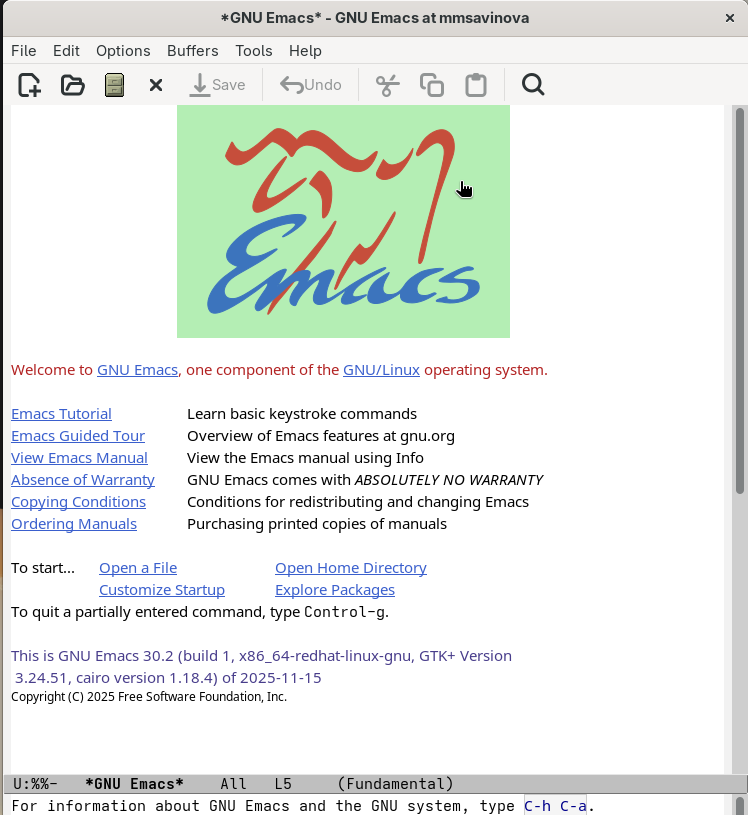 *GNU Emacs* - GNU Emacs at mmsavinova
File Edit Options Buffers Tools Help
Save Undo
Emacs
Welcome to GNU Emacs, one component of the GNU/Linux operating system.
Emacs Tutorial Learn basic keystroke commands
Emacs Guided Tour Overview of Emacs features at gnu.org
View Emacs Manual View the Emacs manual using Info
Absence of Warranty GNU Emacs comes with ABSOLUTELY NO WARRANTY
Copying Conditions Conditions for redistributing and changing Emacs
Ordering Manuals Purchasing printed copies of manuals
To start... Open a File Open Home Directory
Customize Startup Explore Packages
To quit a partially entered command, type Control-g.
This is GNU Emacs 30.2 (build 1, x86_64-redhat-linux-gnu, GTK+ Version
3.24.51, cairo version 1.18.4) of 2025-11-15
Copyright (C) 2025 Free Software Foundation, Inc.
U:%%- *GNU Emacs* All L5 (Fundamental)
For information about GNU Emacs and the GNU system, type C-h C-a.